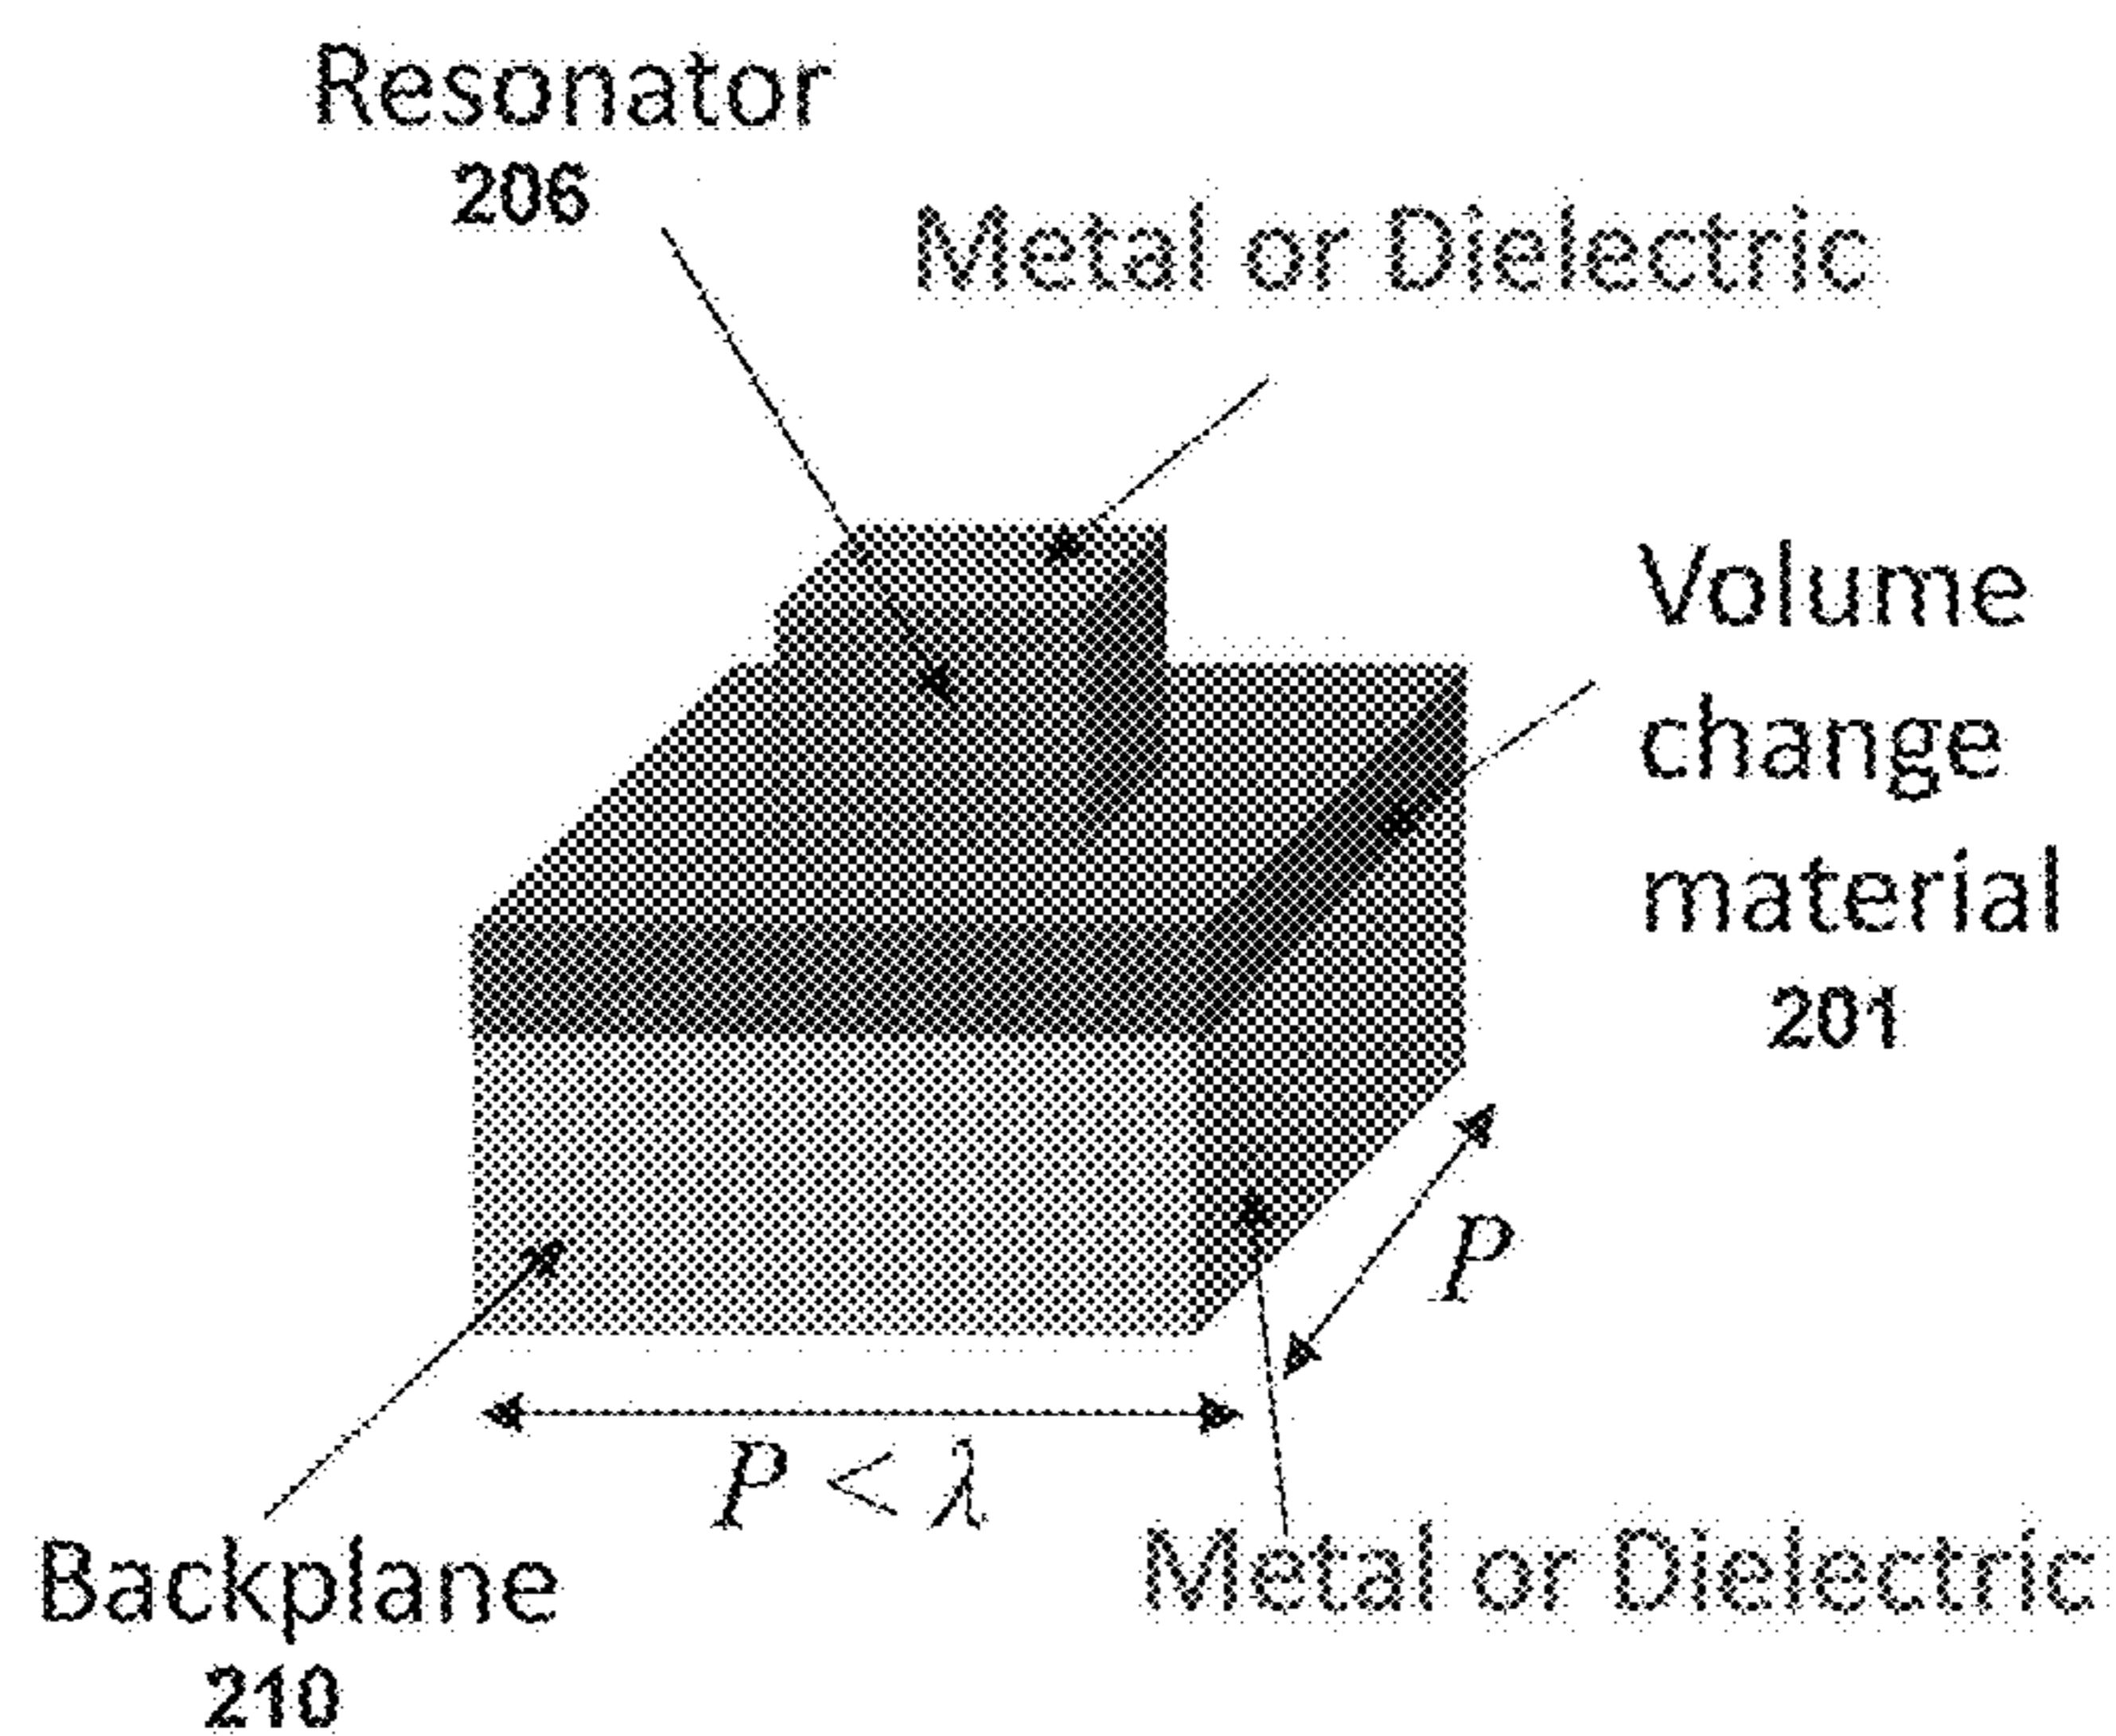 Resonator
206
Metal or Dielectric
Volume
change
material
201
P
P < λ
Metal or Dielectric
Backplane
210